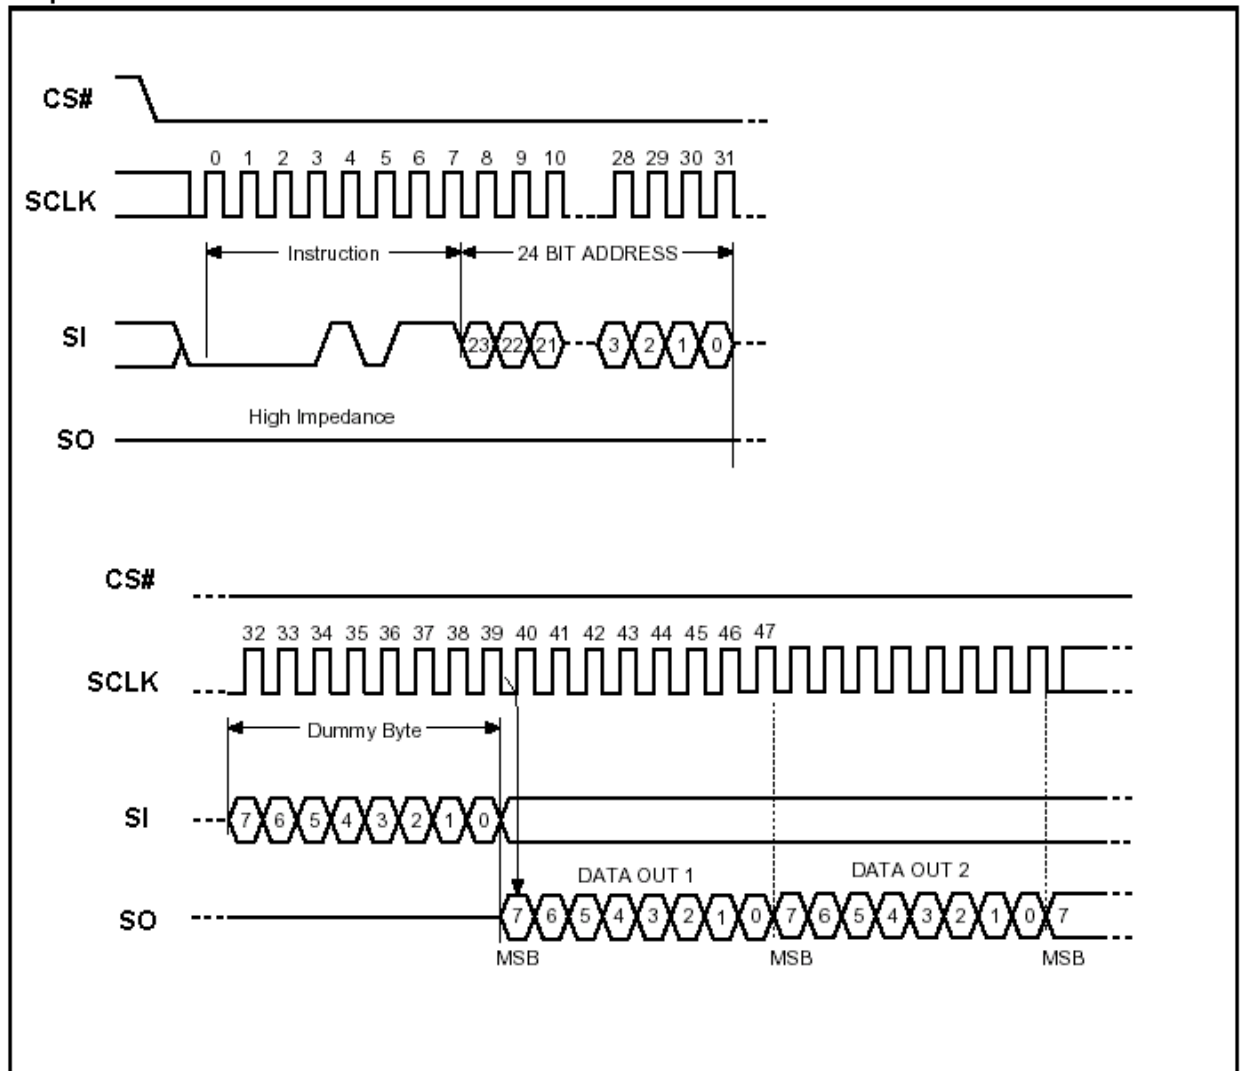 CS#
0 1 2 3 4 5 6 7 8 9 10 28 29 30 31
SCLK
Instruction 24 BIT ADDRESS
SI 23 22 21 3 2 1 0
High Impedance
SO
CS#
32 33 34 35 36 37 38 39 40 41 42 43 44 45 46 47
SCLK
Dummy Byte
SI 7 6 5 4 3 2 1 0
DATA OUT 1 DATA OUT 2
SO 7 6 5 4 3 2 1 0 7 6 5 4 3 2 1 0 7
MSB MSB MSB